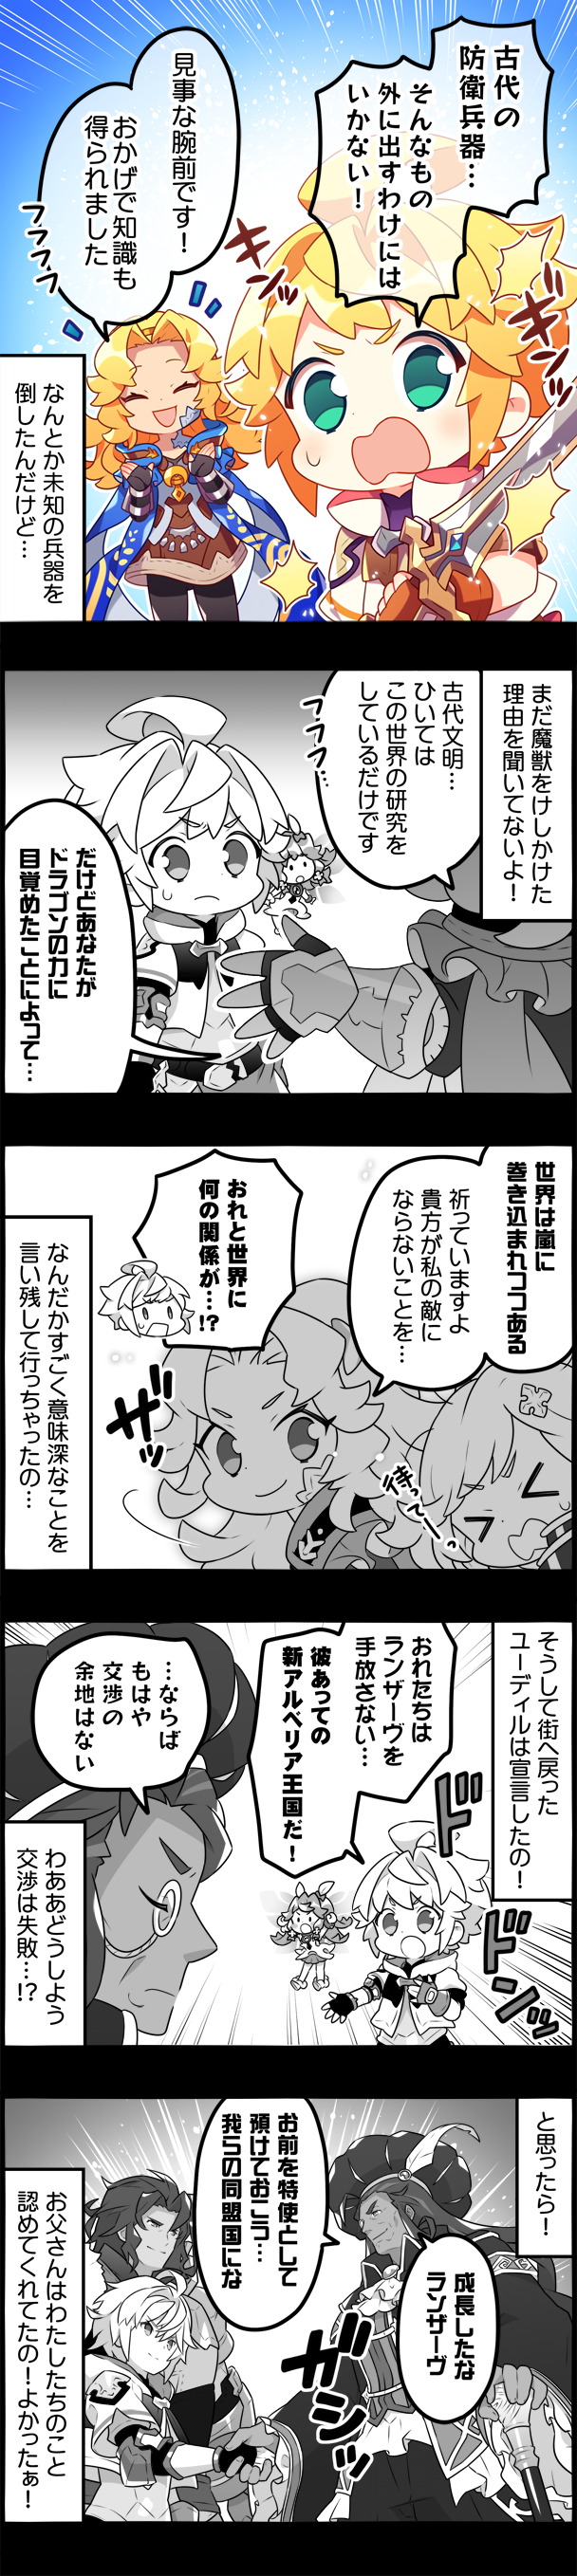 古代の
防衛兵器…
そんなもの
外に出すわけには
いかない！
キンッ
ギンッ
見事な腕前です！
おかげで知識も
得られました
フフフフ
なんとか未知の兵器を
倒したんだけど…
まだ魔獣をけしかけた
理由を聞いてないよ！
古代文明…
ひいては
この世界の研究を
しているだけです
フフフ…
だけどあなたが
ドラゴンの力に
目覚めたことによって…
世界は嵐に
巻き込まれつつある
祈っていますよ
貴方が私の敵に
ならないことを…
おれと世界に
何の関係が…!?
ザッ
待ってー。
なんだかすごく意味深なことを
言い残して行っちゃったの…
そうして街へ戻った
ユーディルは宣言したの！
おれたちは
ランザーヴを
手放さない…
彼あっての
新アルベリア王国だ！
ドドンッ
…ならば
もはや
交渉の
余地はない
わああどうしよう
交渉は失敗…!?
と思ったら！
成長したな
ランザーヴ
お前を特使として
預けておこう…
我らの同盟国にな
ガシッ
お父さんはわたしたちのこと
認めてくれてたの！よかったぁ！